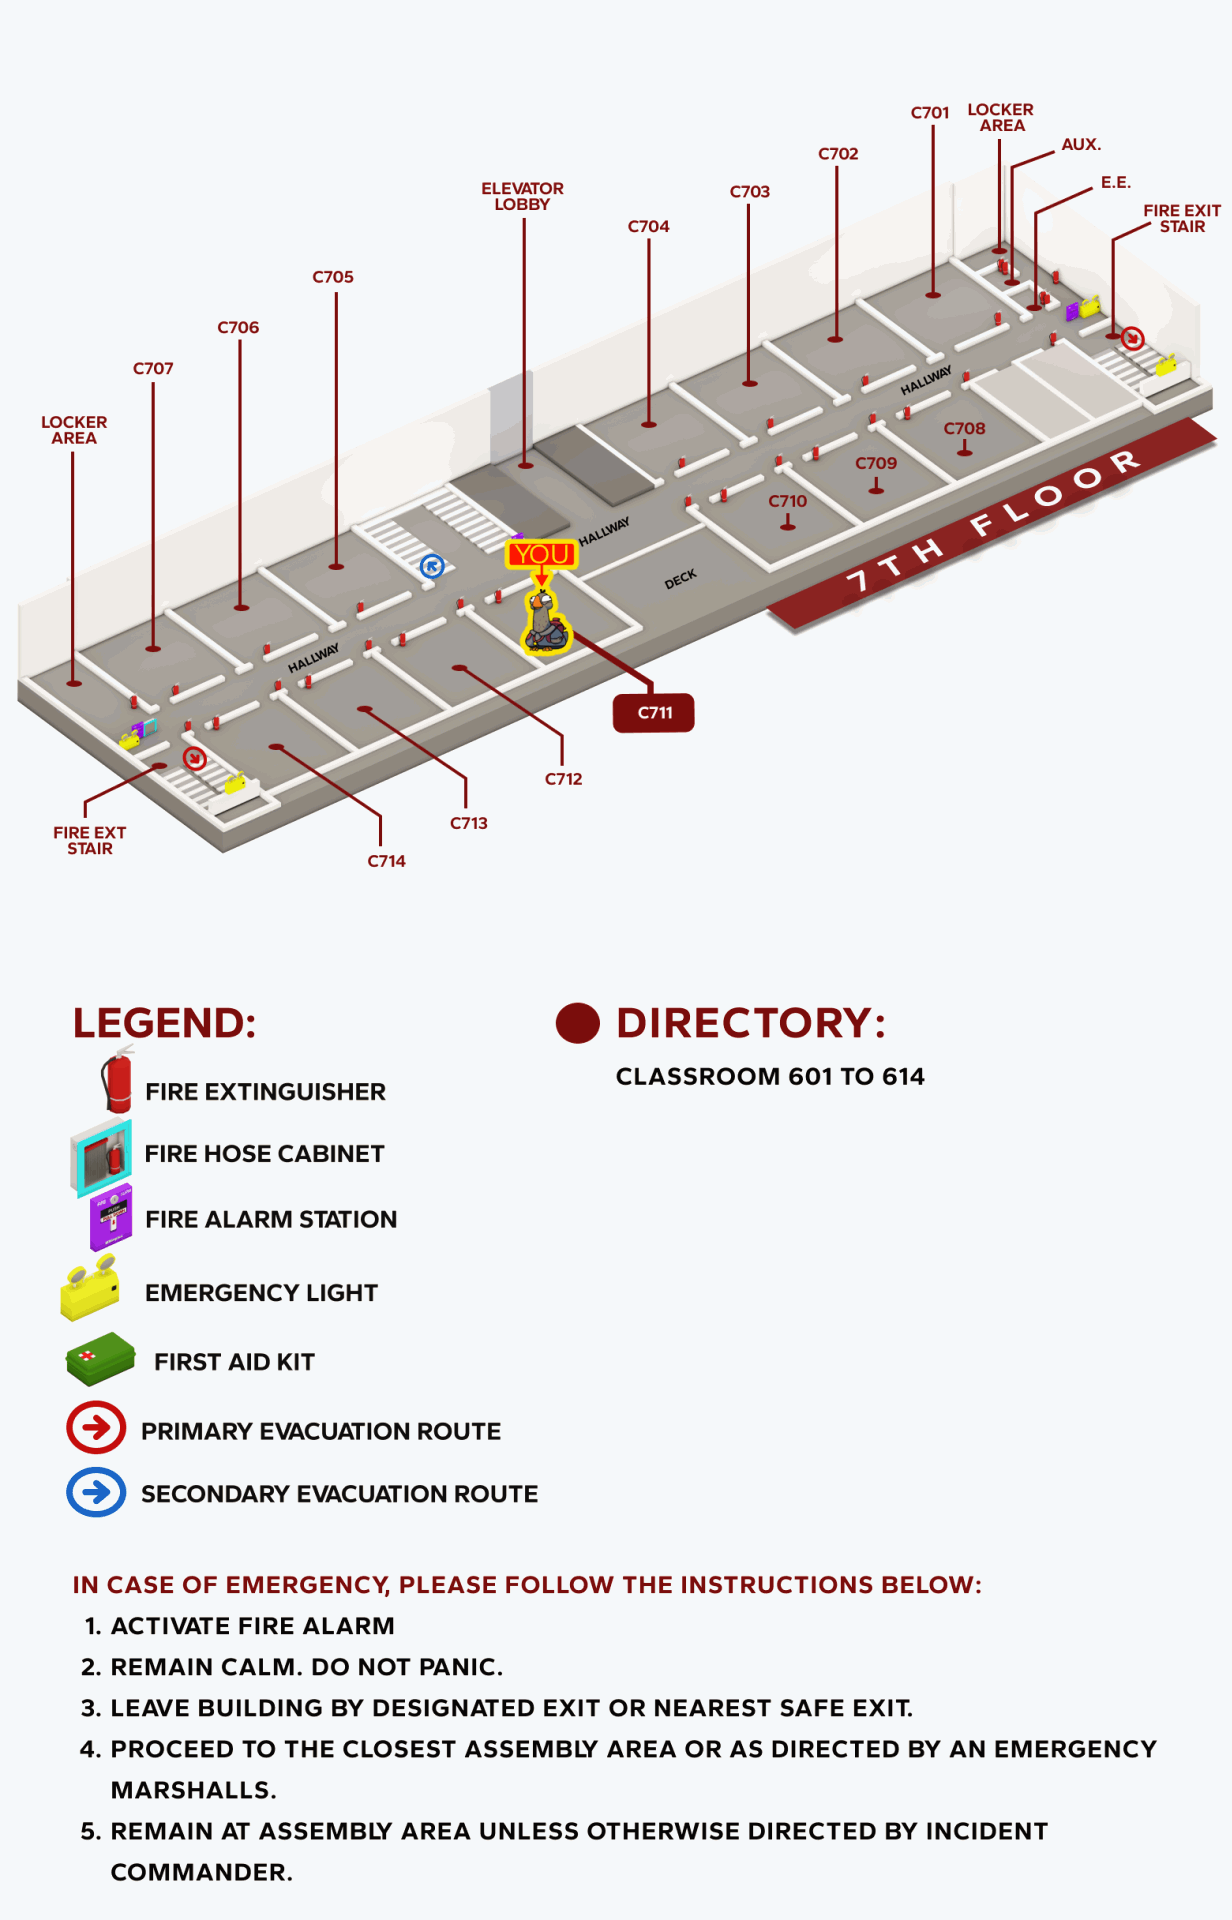 C701
LOCKER
AREA
AUX.
C702
E.E.
C703
ELEVATOR
LOBBY
FIRE EXIT
STAIR
C704
C705
C706
C707
LOCKER
AREA
HALLWAY
C708
C709
C710
7TH FLOOR
HALLWAY
YOU
DECK
HALLWAY
C711
C712
C713
FIRE EXT
STAIR
C714
LEGEND:
DIRECTORY:
CLASSROOM 601 TO 614
FIRE EXTINGUISHER
FIRE HOSE CABINET
FIRE ALARM STATION
EMERGENCY LIGHT
FIRST AID KIT
PRIMARY EVACUATION ROUTE
SECONDARY EVACUATION ROUTE
IN CASE OF EMERGENCY, PLEASE FOLLOW THE INSTRUCTIONS BELOW:
1. ACTIVATE FIRE ALARM
2. REMAIN CALM. DO NOT PANIC.
3. LEAVE BUILDING BY DESIGNATED EXIT OR NEAREST SAFE EXIT.
4. PROCEED TO THE CLOSEST ASSEMBLY AREA OR AS DIRECTED BY AN EMERGENCY
MARSHALLS.
5. REMAIN AT ASSEMBLY AREA UNLESS OTHERWISE DIRECTED BY INCIDENT
COMMANDER.